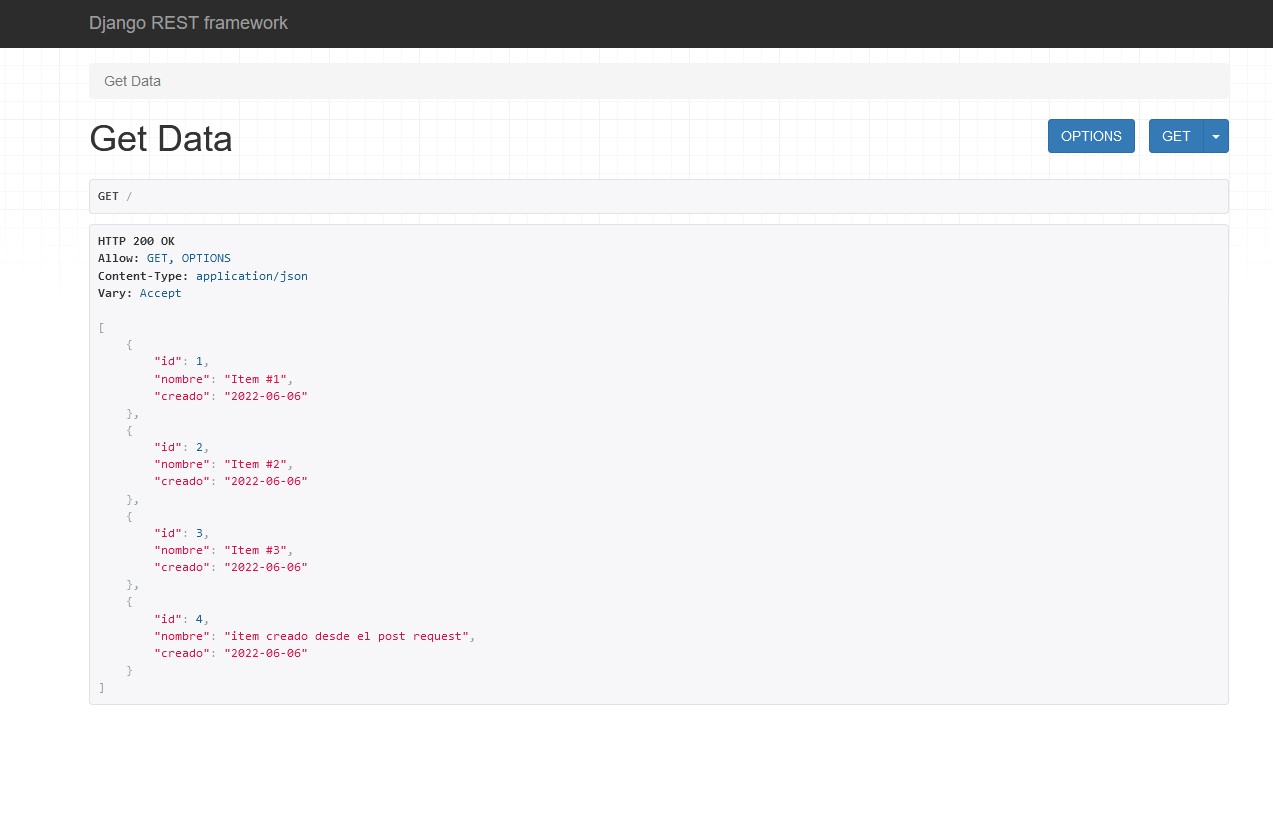 Django REST framework
Get Data
Get Data
OPTIONS
GET
GET /
HTTP 200 OK
Allow: GET, OPTIONS
Content-Type: application/json
Vary: Accept
[
    {
        "id": 1,
        "nombre": "Item #1",
        "creado": "2022-06-06"
    },
    {
        "id": 2,
        "nombre": "Item #2",
        "creado": "2022-06-06"
    },
    {
        "id": 3,
        "nombre": "Item #3",
        "creado": "2022-06-06"
    },
    {
        "id": 4,
        "nombre": "item creado desde el post request",
        "creado": "2022-06-06"
    }
]